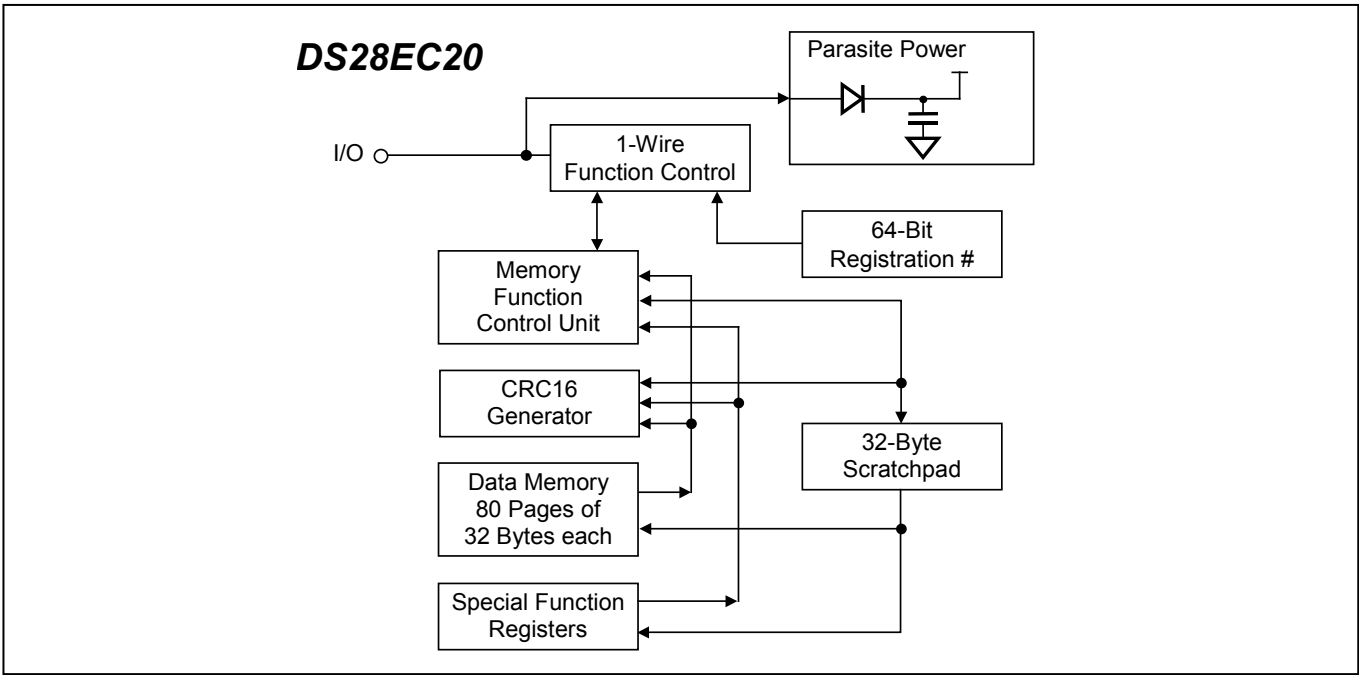 DS28EC20
Parasite Power
I/O
1-Wire
Function Control
64-Bit
Registration #
Memory
Function
Control Unit
CRC16
Generator
32-Byte
Scratchpad
Data Memory
80 Pages of
32 Bytes each
Special Function
Registers